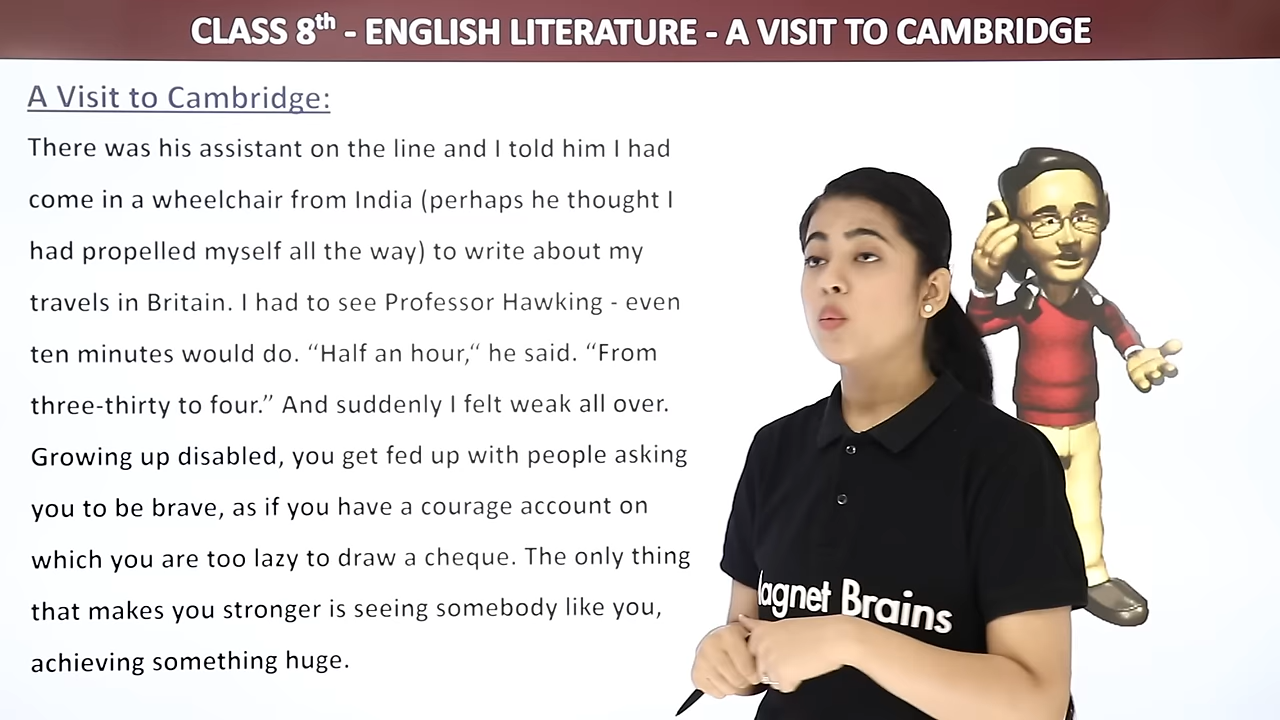 CLASS 8th - ENGLISH LITERATURE - A VISIT TO CAMBRIDGE
A Visit to Cambridge:
There was his assistant on the line and I told him I had
come in a wheelchair from India (perhaps he thought I
had propelled myself all the way) to write about my
travels in Britain. I had to see Professor Hawking - even
ten minutes would do. “Half an hour,“ he said. “From
three-thirty to four.” And suddenly I felt weak all over.
Growing up disabled, you get fed up with people asking
you to be brave, as if you have a courage account on
which you are too lazy to draw a cheque. The only thing
that makes you stronger is seeing somebody like you,
achieving something huge.
agnet Brains